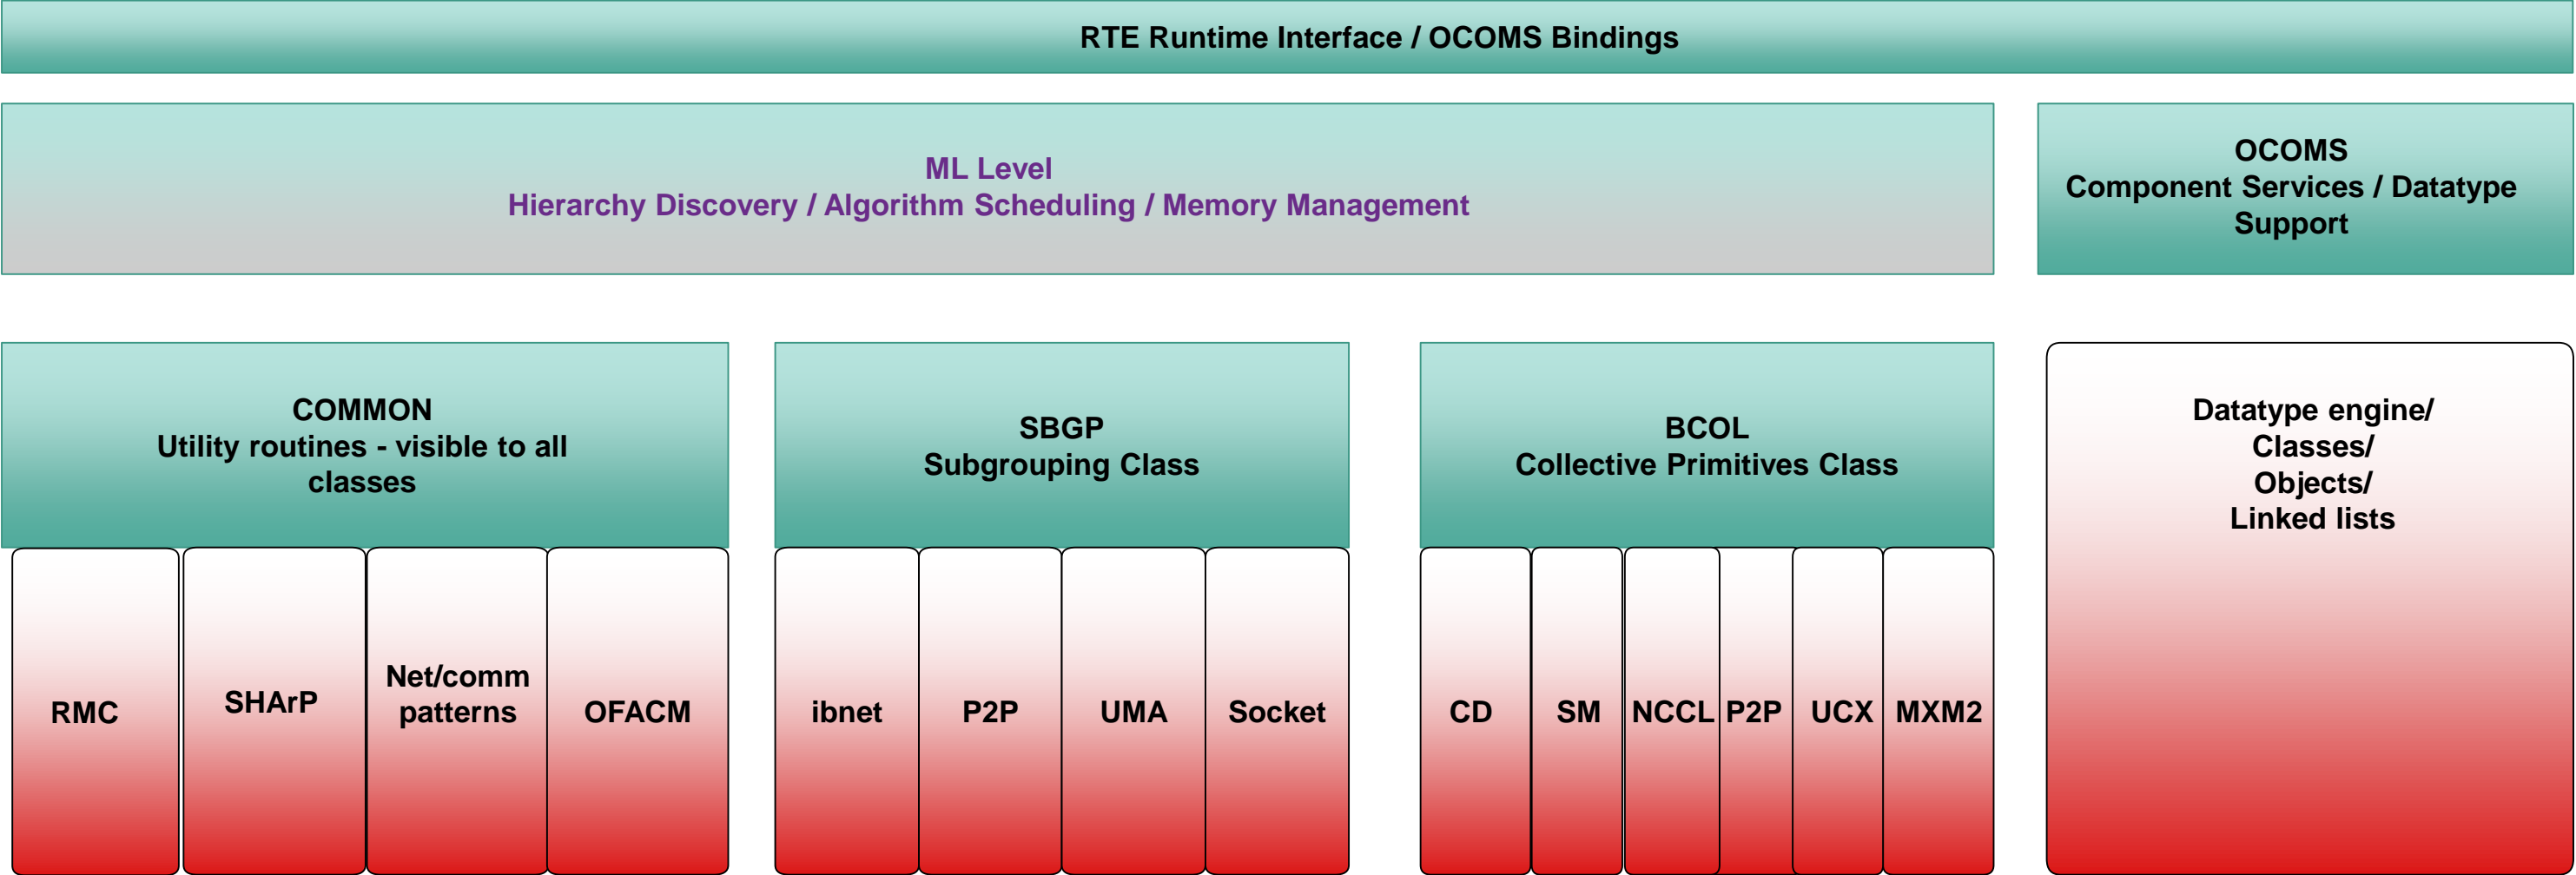 RTE Runtime Interface / OCOMS Bindings
ML Level
Hierarchy Discovery / Algorithm Scheduling / Memory Management
OCOMS
Component Services / Datatype
Support
COMMON
Utility routines - visible to all
classes
SBGP
Subgrouping Class
BCOL
Collective Primitives Class
Datatype engine/
Classes/
Objects/
Linked lists
RMC
SHArP
Net/comm
patterns
OFACM
ibnet
P2P
UMA
Socket
CD
SM
NCCL
P2P
UCX
MXM2